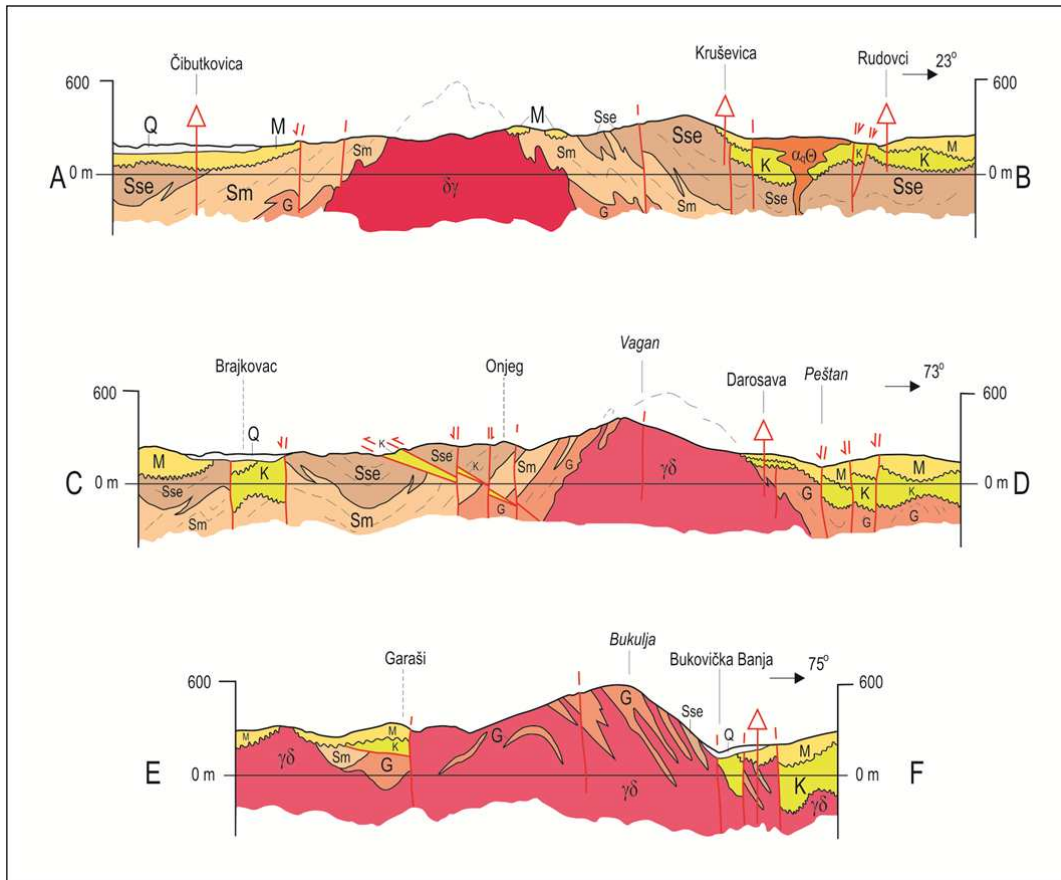 Čibutkovica Kruševica Rudovci 23°
600 600
Q M M Sse Sse K αqΘ K M K
A 0 m Sm Sm 0 m B
Sse Sm G δγ G Sm Sse Sse
Vagan
Brajkovac Onjeg Darosava Peštan 73°
600 600
Q K
M K Sse Sse K Sm G M M
C 0 m Sse K K 0 m D
Sm Sm G γδ G G G
Bukulja
Garaši Bukovička Banja 75°
600 600
M M K G G Sse Q M
E γδ Sm G F
0 m γδ K 0 m
γδ